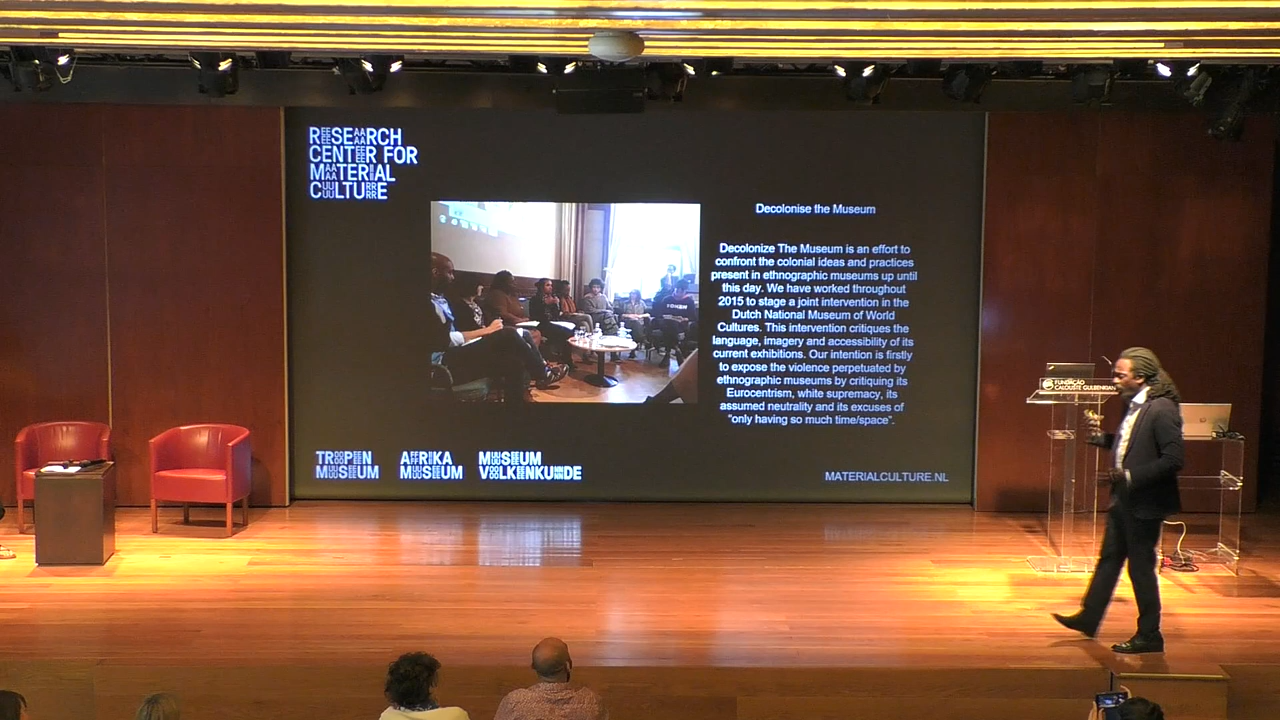 RESEARCH
CENTER FOR
MATERIAL
CULTURE
Decolonise the Museum
Decolonize The Museum is an effort to
confront the colonial ideas and practices
present in ethnographic museums up until
this day. We have worked throughout
2015 to stage a joint intervention in the
Dutch National Museum of World
Cultures. This intervention critiques the
language, imagery and accessibility of its
current exhibitions. Our intention is firstly
to expose the violence perpetuated by
ethnographic museums by critiquing its
Eurocentrism, white supremacy, its
assumed neutrality and its excuses of
"only having so much time/space".
TROPEN
MUSEUM
AFRIKA
MUSEUM
MUSEUM
VOLKENKUNDE
MATERIALCULTURE.NL
FUNDAÇÃO
CALOUSTE GULBENKIAN